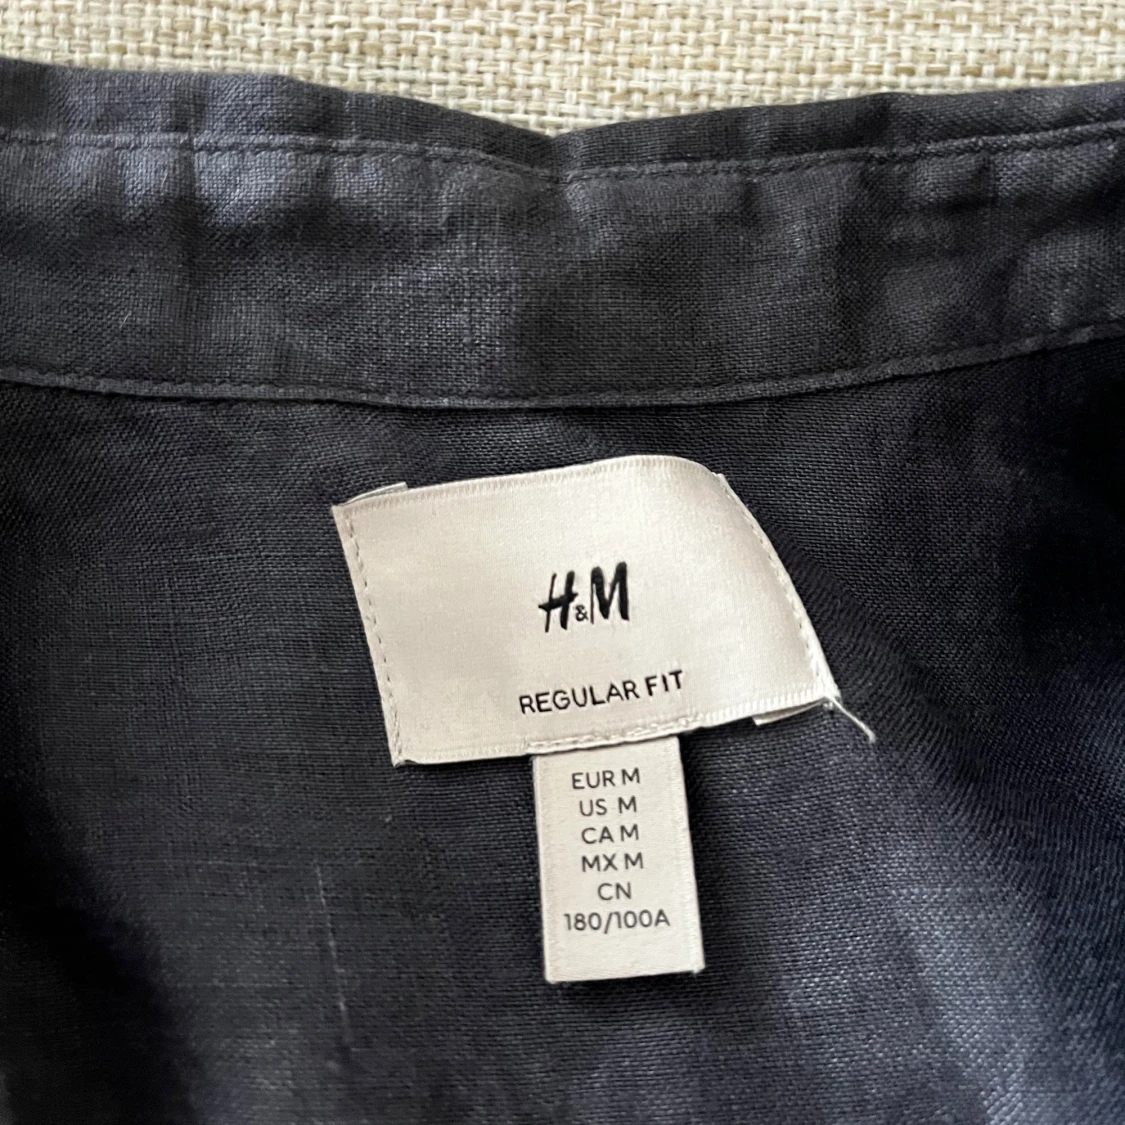 H&M
REGULAR FIT
EUR M
US M
CA M
MX M
CN
180/100A